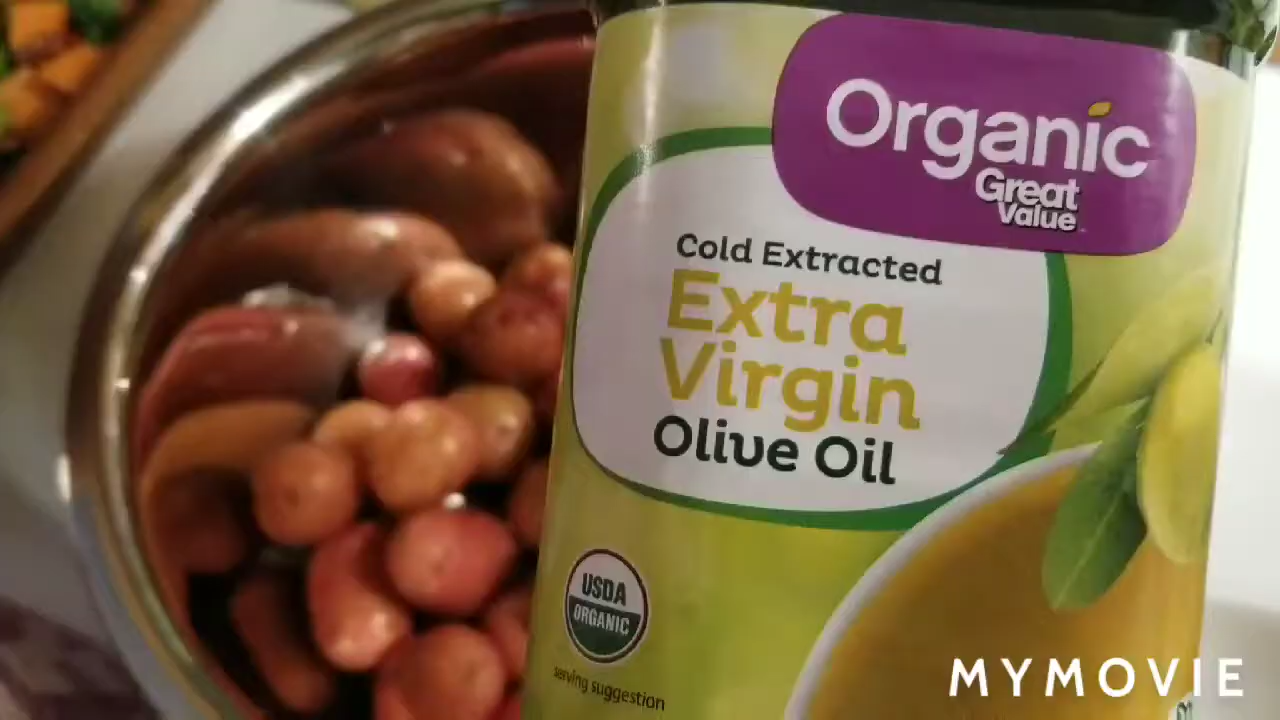 Organic
Great
Value
Cold Extracted
Extra
Virgin
Olive Oil
USDA
ORGANIC
serving suggestion
MYMOVIE